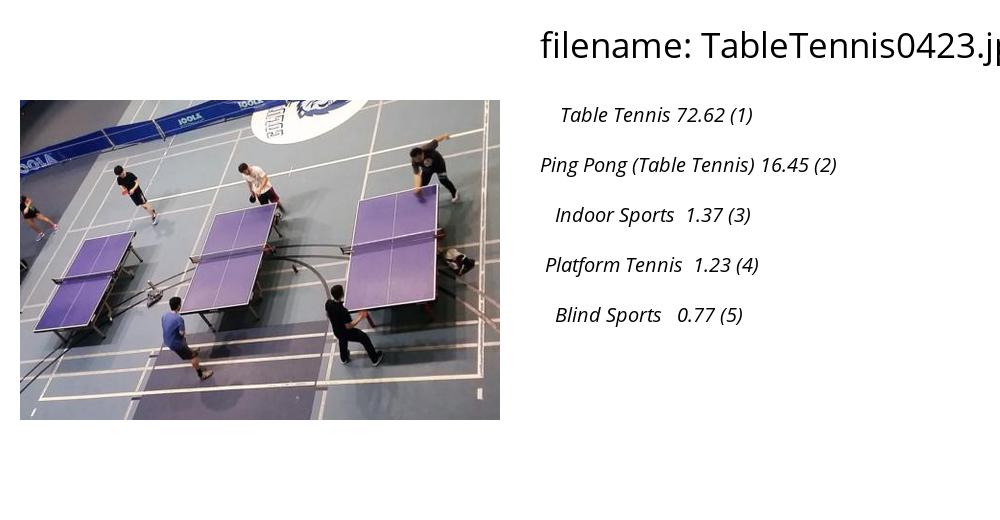 filename: TableTennis0423.jp
Table Tennis 72.62 (1)
Ping Pong (Table Tennis) 16.45 (2)
Indoor Sports 1.37 (3)
Platform Tennis 1.23 (4)
Blind Sports 0.77 (5)
JOOLA
JOOLA
JOOLA